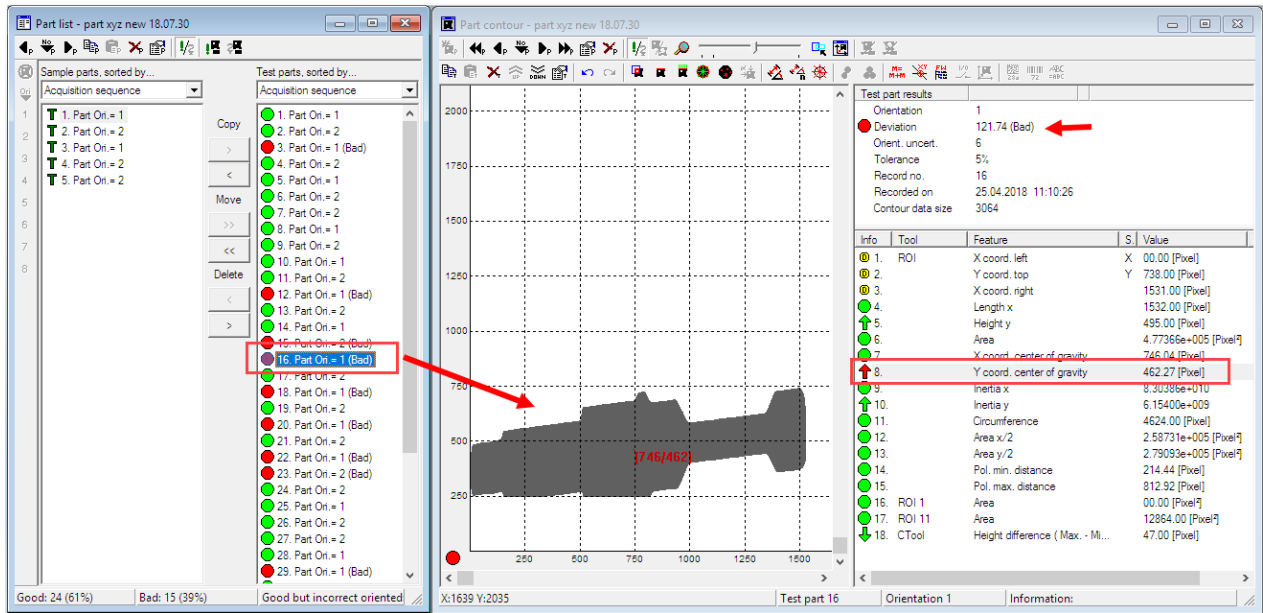 Part list - part xyz new 18.07.30
Sample parts, sorted by...
Acquisition sequence
Ori
1
2
3
4
5
6
7
8
1. Part Ori.= 1
2. Part Ori.= 2
3. Part Ori.= 1
4. Part Ori.= 2
5. Part Ori.= 2
Copy
>
<
Move
>>
<<
Delete
<
>
Test parts, sorted by...
Acquisition sequence
1. Part Ori.= 1
2. Part Ori.= 2
3. Part Ori.= 1 (Bad)
4. Part Ori.= 2
5. Part Ori.= 1
6. Part Ori.= 2
7. Part Ori.= 2
8. Part Ori.= 1
9. Part Ori.= 2
10. Part Ori.= 1
11. Part Ori.= 2
12. Part Ori.= 1 (Bad)
13. Part Ori.= 2
14. Part Ori.= 1
15. Part Ori.= 2 (Bad)
16. Part Ori.= 1 (Bad)
17. Part Ori.= 2
18. Part Ori.= 1 (Bad)
19. Part Ori.= 2
20. Part Ori.= 1 (Bad)
21. Part Ori.= 2
22. Part Ori.= 1 (Bad)
23. Part Ori.= 2 (Bad)
24. Part Ori.= 2
25. Part Ori.= 1
26. Part Ori.= 2
27. Part Ori.= 2
28. Part Ori.= 1
29. Part Ori.= 1 (Bad)
Good: 24 (61%) Bad: 15 (39%) Good but incorrect oriented
Part contour - part xyz new 18.07.30
2000
1750
1500
1250
1000
750
500
250
(746/462)
250 500 750 1000 1250 1500
Test part results
Orientation 1
Deviation 121.74 (Bad)
Orient. uncert. 6
Tolerance 5%
Record no. 16
Recorded on 25.04.2018 11:10:26
Contour data size 3064
Info Tool Feature S. Value
1. ROI X coord. left X 00.00 [Pixel]
2. Y coord. top Y 738.00 [Pixel]
3. X coord. right 1531.00 [Pixel]
4. Length x 1532.00 [Pixel]
5. Height y 495.00 [Pixel]
6. Area 4.77366e+005 [Pixel²]
7. X coord. center of gravity 746.04 [Pixel]
8. Y coord. center of gravity 462.27 [Pixel]
9. Inertia x 8.30386e+010
10. Inertia y 6.15400e+009
11. Circumference 4624.00 [Pixel]
12. Area x/2 2.58731e+005 [Pixel²]
13. Area y/2 2.79093e+005 [Pixel²]
14. Pol. min. distance 214.44 [Pixel]
15. Pol. max. distance 812.92 [Pixel]
16. ROI 1 Area 00.00 [Pixel²]
17. ROI 11 Area 12864.00 [Pixel²]
18. CTool Height difference ( Max. - Mi... 47.00 [Pixel]
X:1639 Y:2035 Test part 16 Orientation 1 Information: